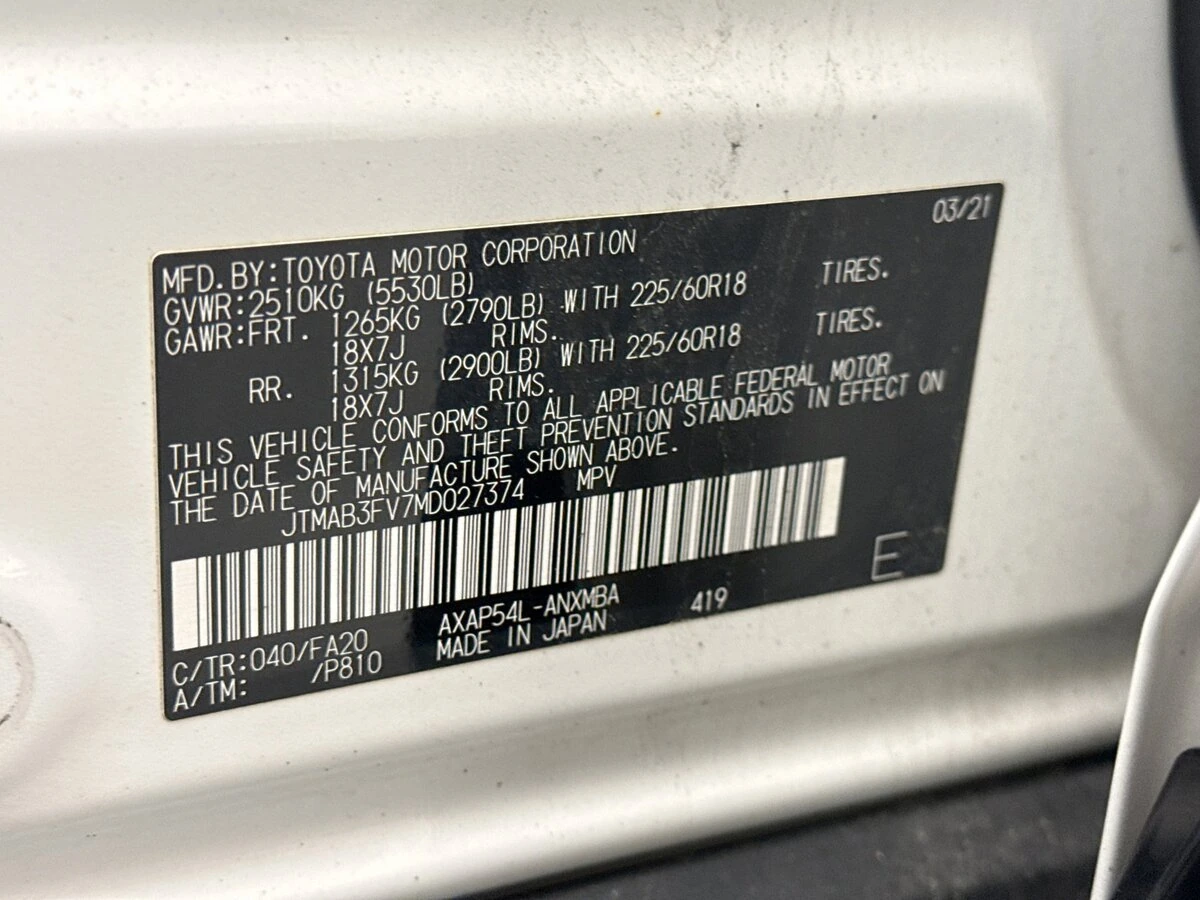 03/21
MFD.BY:TOYOTA MOTOR CORPORATION
GVWR:2510KG (5530LB)
GAWR:FRT. 1265KG (2790LB) WITH 225/60R18 TIRES.
18X7J RIMS.
RR. 1315KG (2900LB) WITH 225/60R18 TIRES.
18X7J RIMS.
THIS VEHICLE CONFORMS TO ALL APPLICABLE FEDERAL MOTOR
VEHICLE SAFETY AND THEFT PREVENTION STANDARDS IN EFFECT ON
THE DATE OF MANUFACTURE SHOWN ABOVE.
JTMAB3FV7MD027374 MPV
E
C/TR:040/FA20 AXAP54L-ANXMBA 419
A/TM: /P810 MADE IN JAPAN